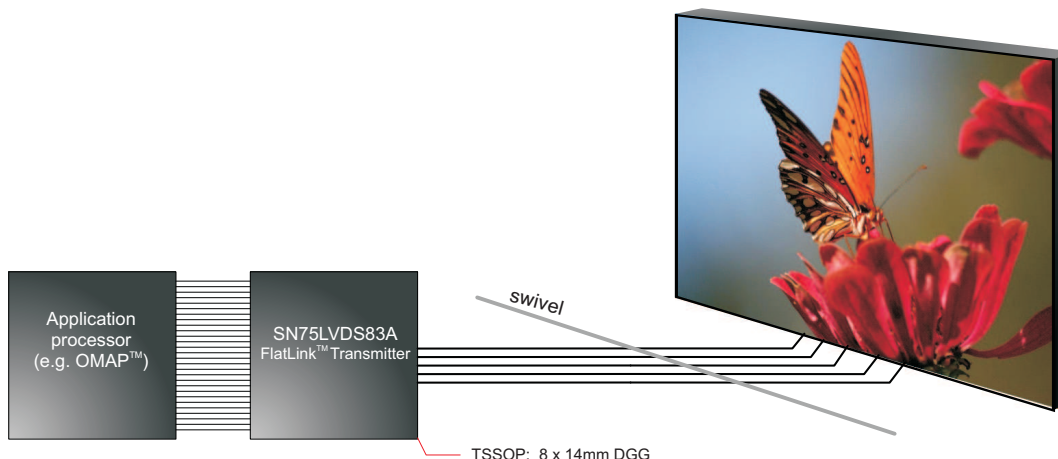 swivel
Application
processor
(e.g. OMAP™)
SN75LVDS83A
FlatLink™ Transmitter
TSSOP: 8 x 14mm DGG